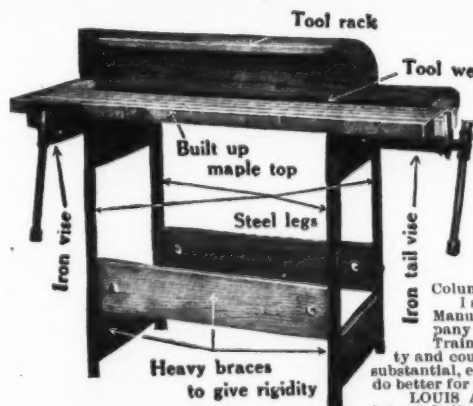 Tool rack
Tool we
Built up
maple top
Steel legs
Iron vise
Iron tail vise
Heavy braces
to give rigidity
Colum
I
Manu
pany
Train
ty and cou
substantial, e
do better for
LOUIS